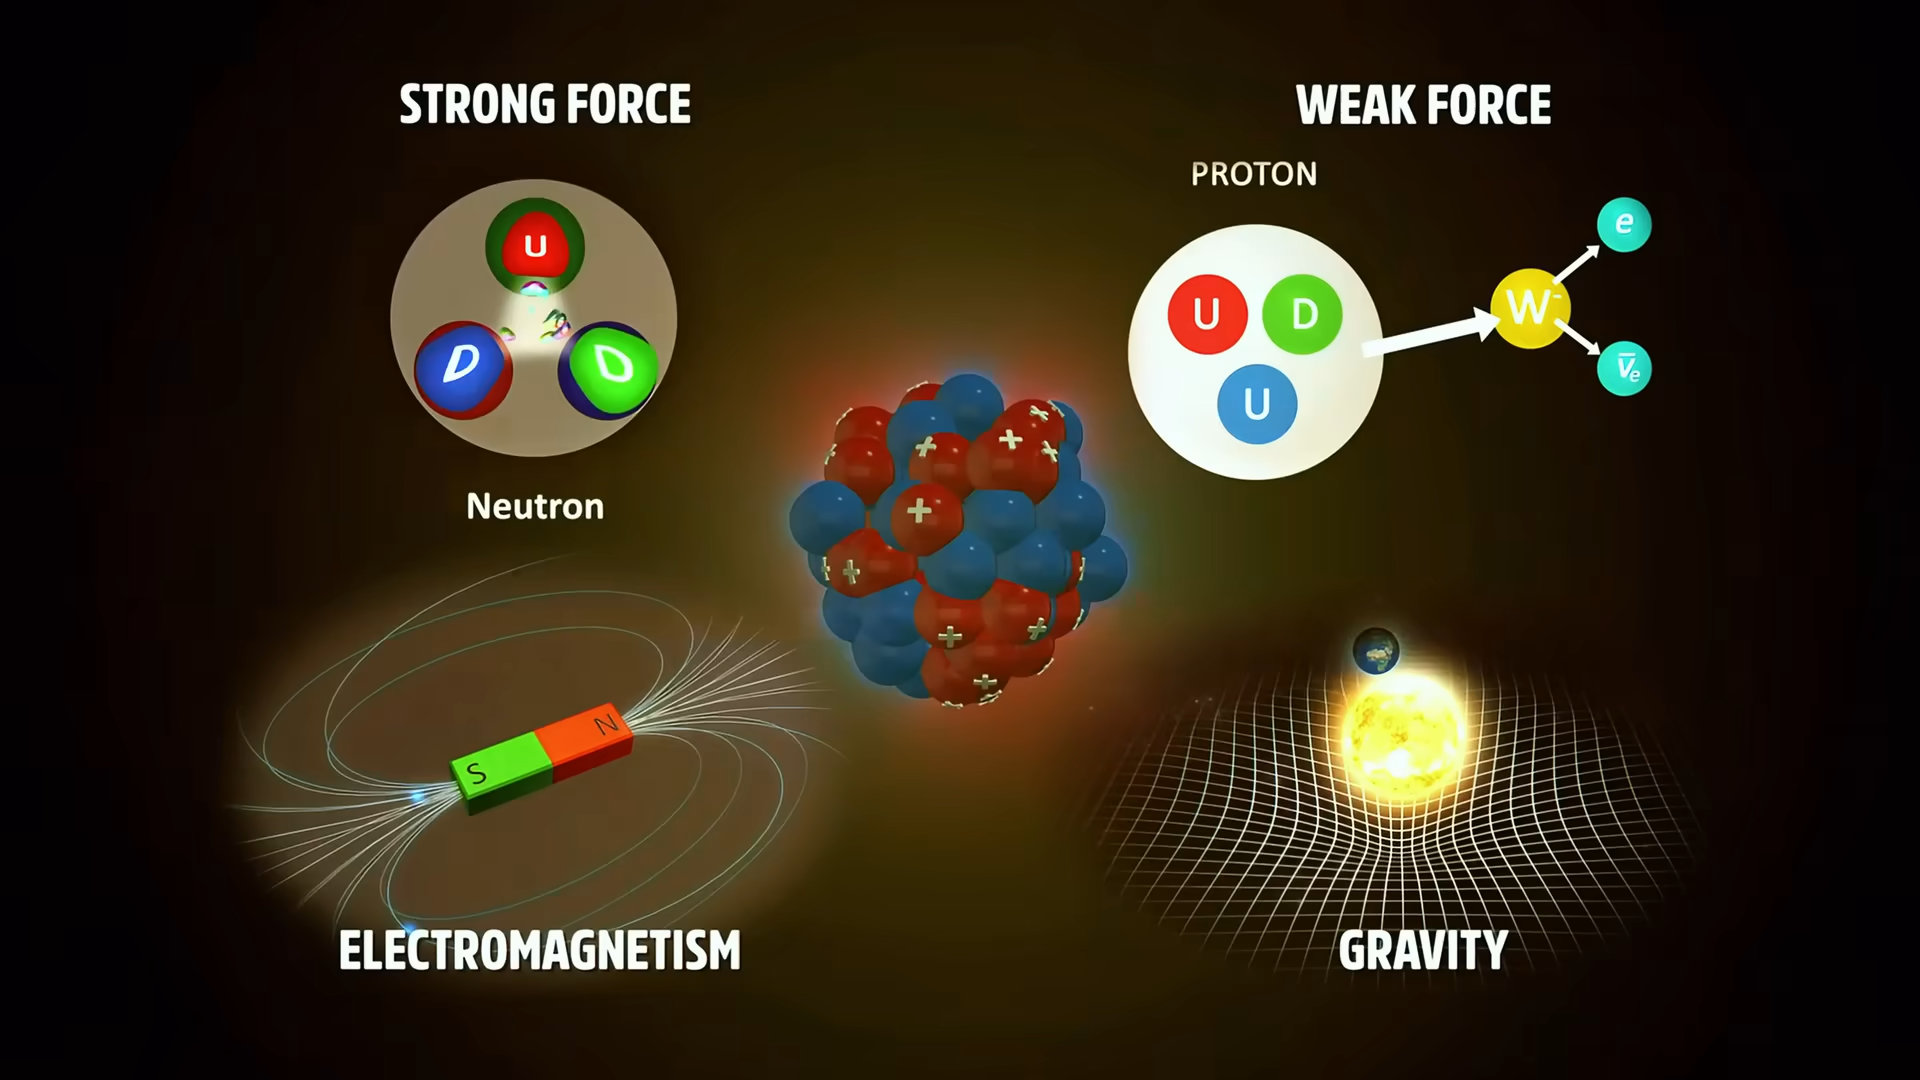 STRONG FORCE
WEAK FORCE
PROTON
U
D
D
Neutron
U
D
U
W⁻
e
ν̅ₑ
+
+
+
+
+
+
+
+
+
+
+
N
S
ELECTROMAGNETISM
GRAVITY